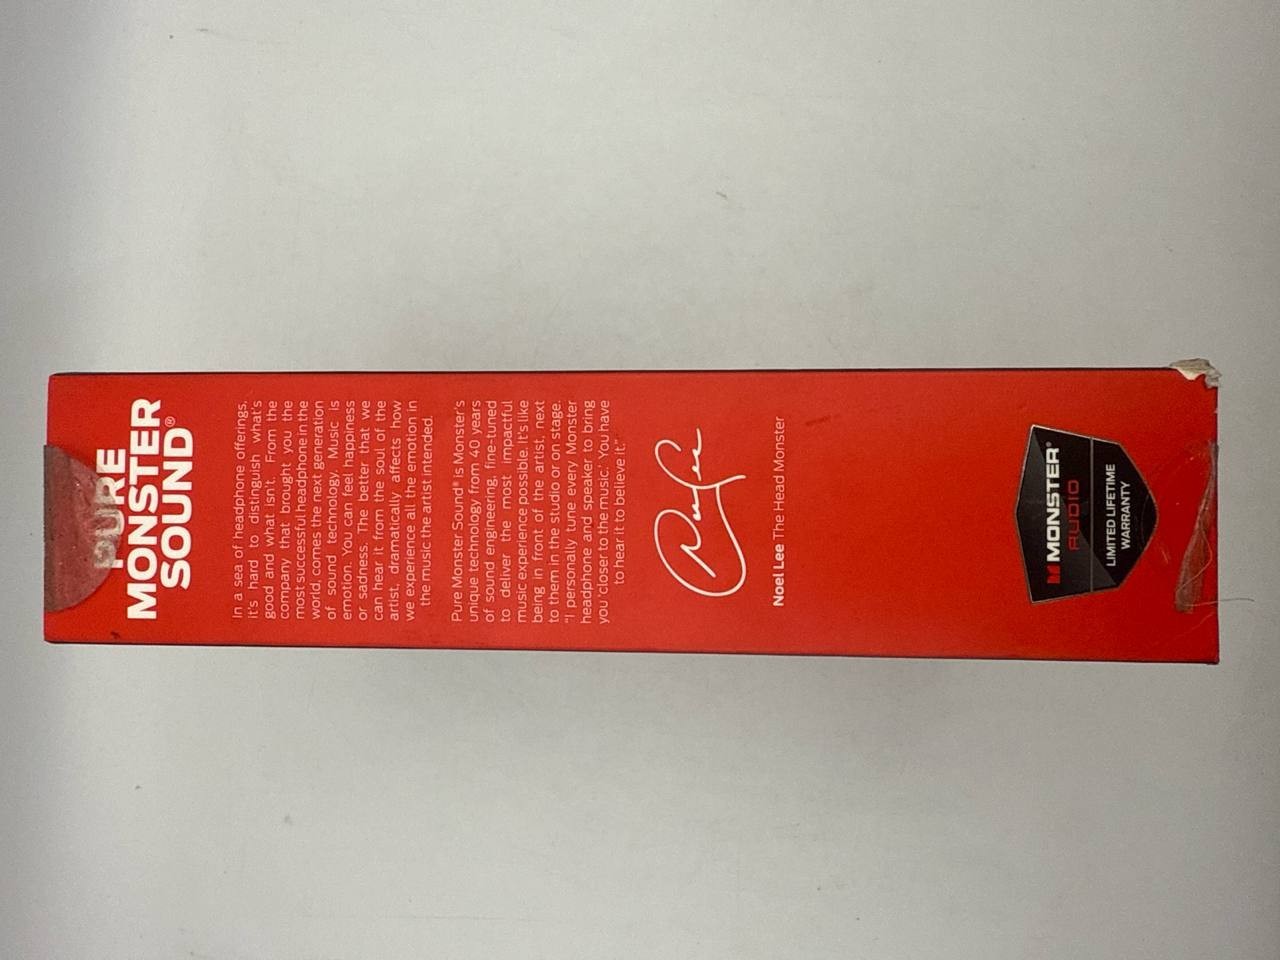 PURE
MONSTER
SOUND®
In a sea of headphone offerings,
it's hard to distinguish what's
good and what isn't. From the
company that brought you the
most successful headphone in the
world, comes the next generation
of sound technology. Music is
emotion. You can feel happiness
or sadness. The better that we
can hear it from the soul of the
artist, dramatically affects how
we experience all the emotion in
the music the artist intended.
Pure Monster Sound® is Monster's
unique technology from 40 years
of sound engineering, fine-tuned
to deliver the most impactful
music experience possible. It's like
being in front of the artist, next
to them in the studio or on stage.
"I personally tune every Monster
headphone and speaker to bring
you 'close to the music'. You have
to hear it to believe it."
Noel Lee The Head Monster
MONSTER®
AUDIO
LIMITED LIFETIME
WARRANTY